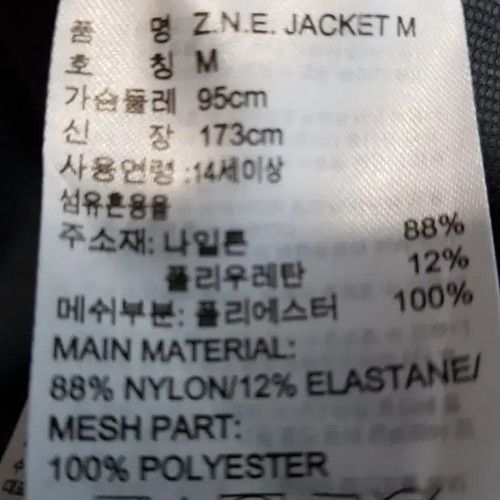 품 명 Z.N.E. JACKET M
호 칭 M
가슴둘레 95cm
신 장 173cm
사용연령 :14세이상
섬유혼용율
주소재: 나일론 88%
폴리우레탄 12%
메쉬부분: 폴리에스터 100%
MAIN MATERIAL:
88% NYLON/12% ELASTANE/
MESH PART:
100% POLYESTER